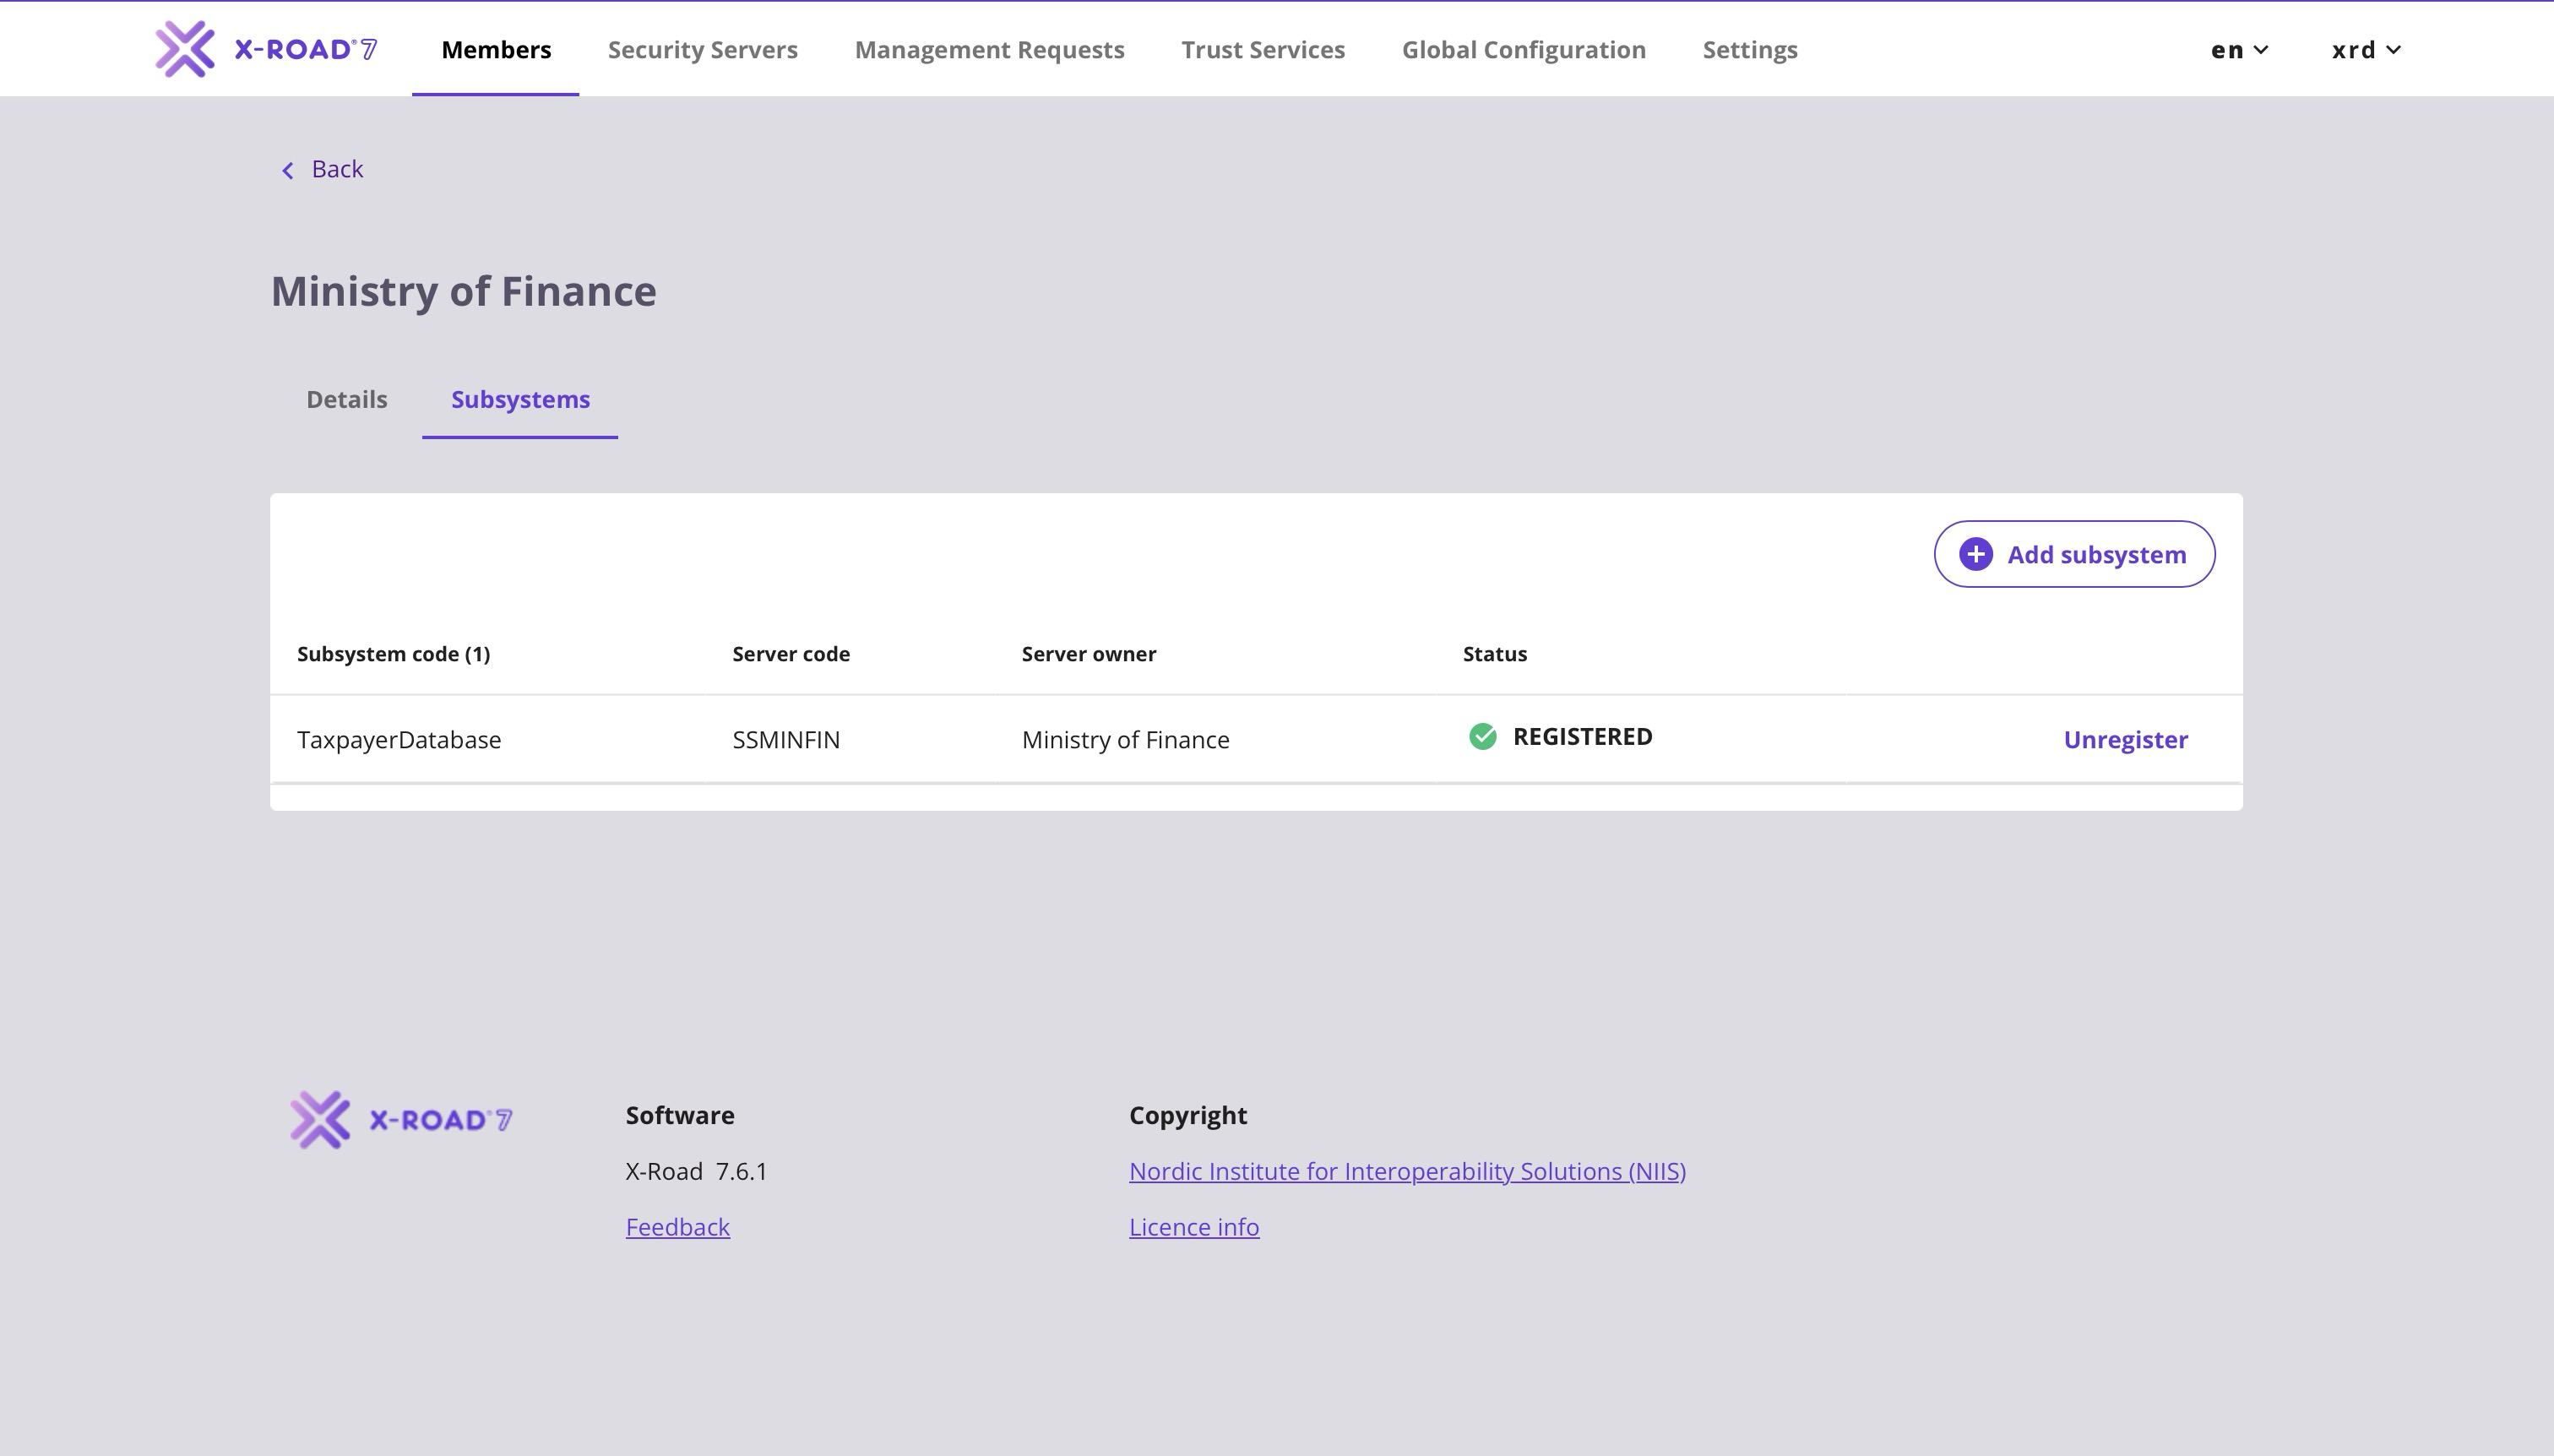 X-ROAD® 7 Members Security Servers Management Requests Trust Services Global Configuration Settings en xrd
Back
Ministry of Finance
Details Subsystems
Add subsystem
Subsystem code (1) Server code Server owner Status
TaxpayerDatabase SSMINFIN Ministry of Finance REGISTERED Unregister
X-ROAD® 7
Software
X-Road 7.6.1
Feedback
Copyright
Nordic Institute for Interoperability Solutions (NIIS)
Licence info